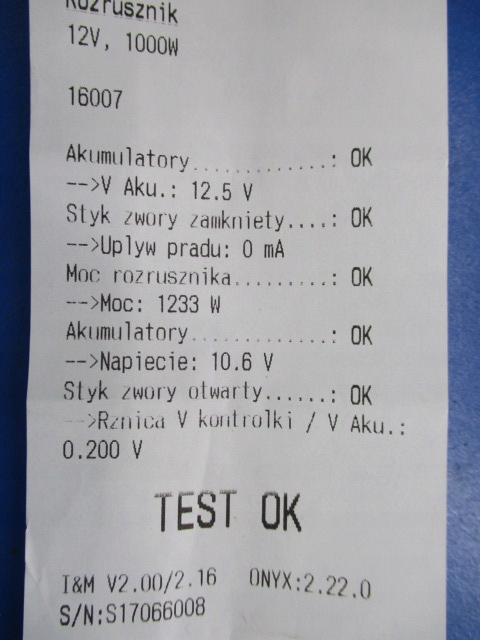 Rozrusznik
12V, 1000W
16007
Akumulatory.............: OK
-->V Aku.: 12.5 V
Styk zwory zamkniety....: OK
-->Uplyw pradu: 0 mA
Moc rozrusznika.........: OK
-->Moc: 1233 W
Akumulatory.............: OK
-->Napiecie: 10.6 V
Styk zwory otwarty......: OK
-->Rznica V kontrolki / V Aku.:
0.200 V
TEST OK
I&M V2.00/2.16 ONYX:2.22.0
S/N:S17066008